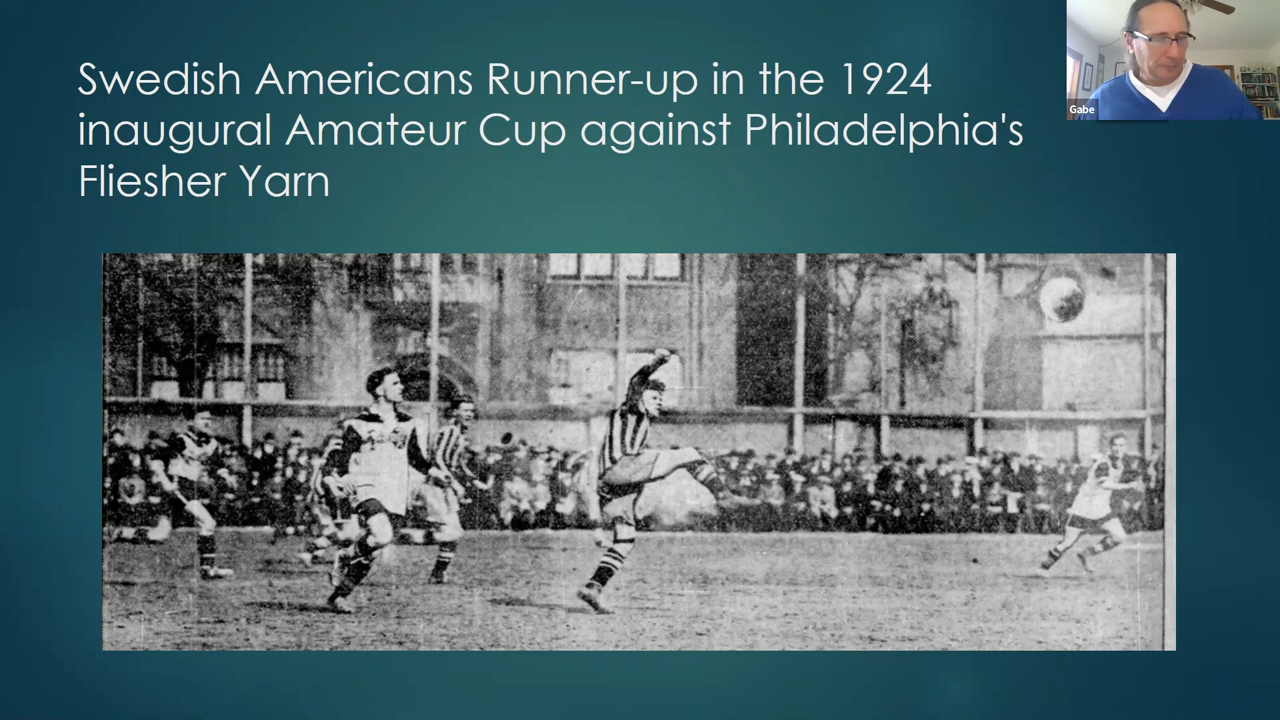 Swedish Americans Runner-up in the 1924
inaugural Amateur Cup against Philadelphia's
Fliesher Yarn
Gabe